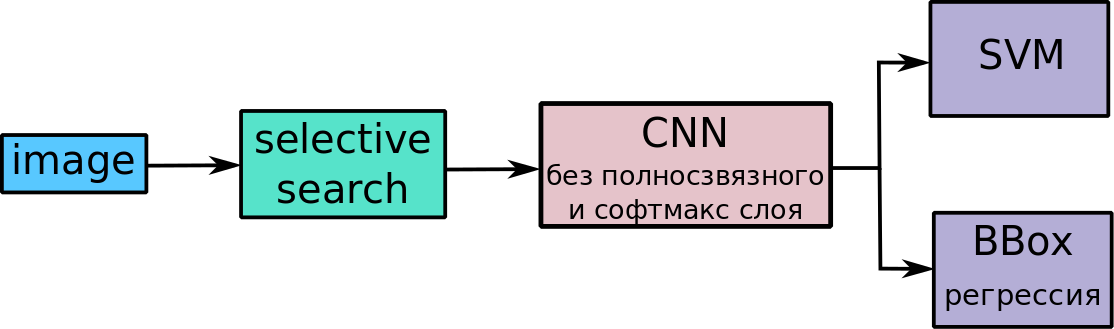 image
selective
search
CNN
без полносзвязного
и софтмакс слоя
SVM
BBox
регрессия